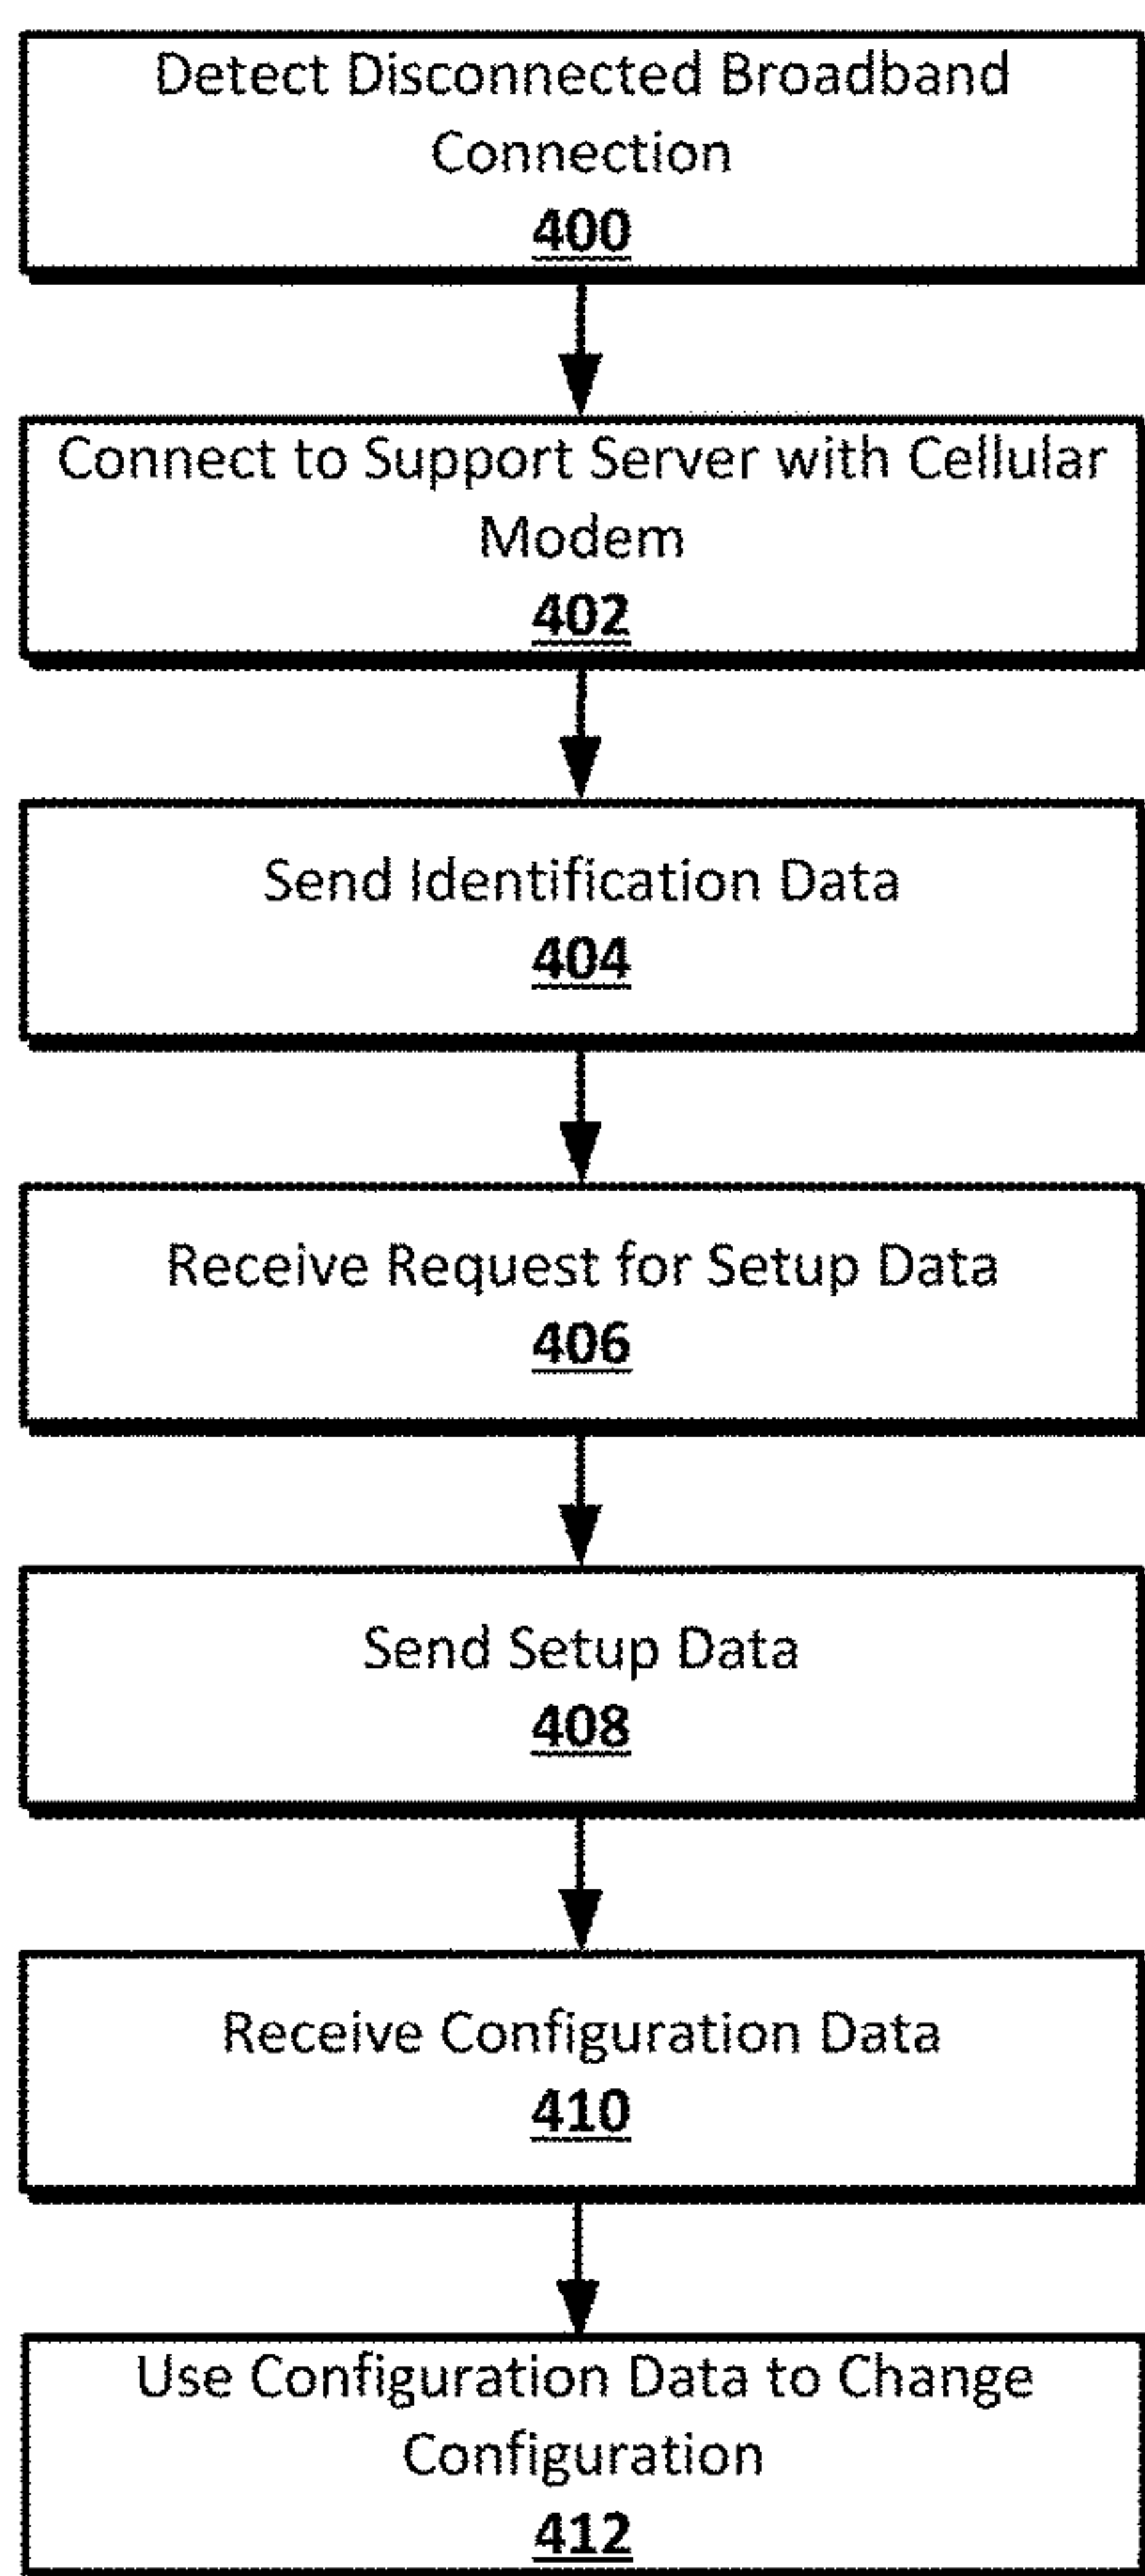 Detect Disconnected Broadband
Connection
400
Connect to Support Server with Cellular
Modem
402
Send Identification Data
404
Receive Request for Setup Data
406
Send Setup Data
408
Receive Configuration Data
410
Use Configuration Data to Change
Configuration
412